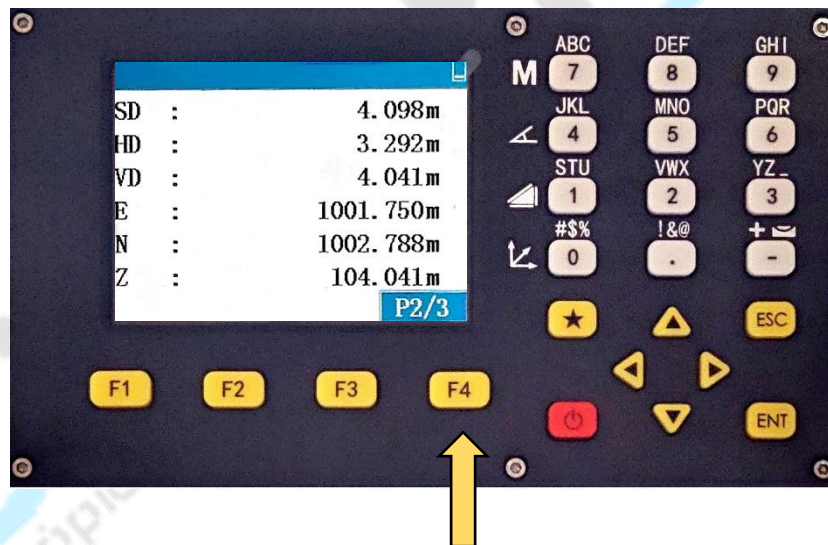 SD : 4.098m
HD : 3.292m
VD : 4.041m
E : 1001.750m
N : 1002.788m
Z : 104.041m
P2/3
F1 F2 F3 F4
ABC DEF GHI
M 7 8 9
JKL MNO PQR
4 5 6
STU VWX YZ_
1 2 3
#$% !&@ +
0 . -
★ ESC
ENT